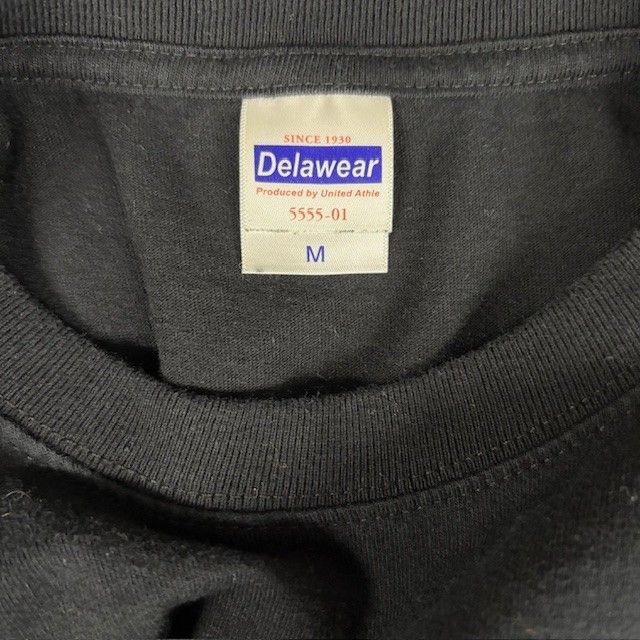 SINCE 1930
Delawear
Produced by United Athle
5555-01
M